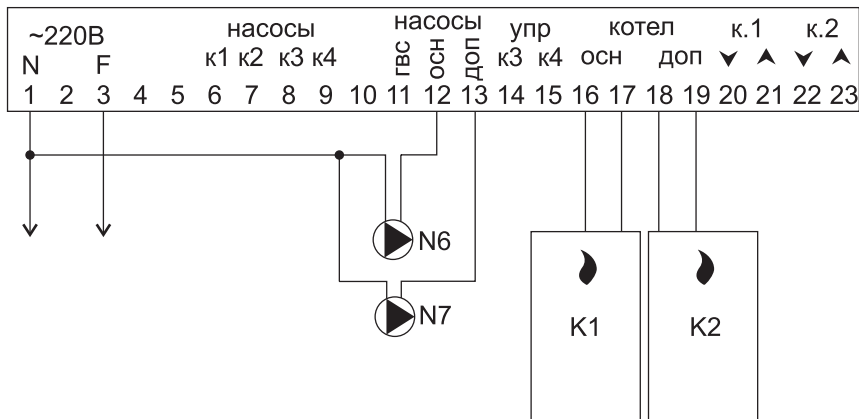 ~220В насосы насосы упр котел к.1 к.2
N F к1 к2 к3 к4 гвс осн доп к3 к4 осн доп
1 2 3 4 5 6 7 8 9 10 11 12 13 14 15 16 17 18 19 20 21 22 23
N6
N7
К1 К2